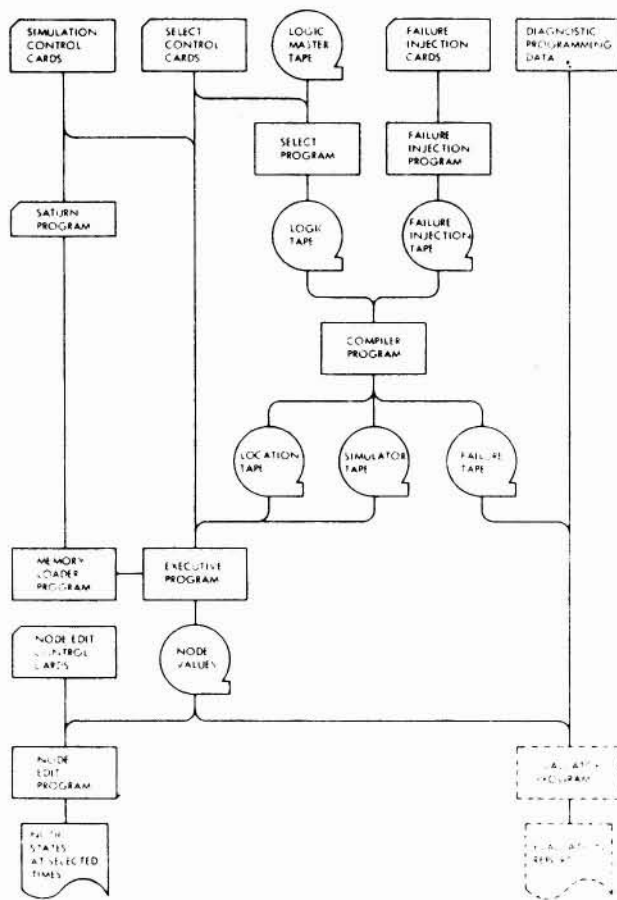 SIMULATION
CONTROL
CARDS
SELECT
CONTROL
CARDS
LOGIC
MASTER
TAPE
FAILURE
INJECTION
CARDS
DIAGNOSTIC
PROGRAMMING
DATA
SELECT
PROGRAM
FAILURE
INJECTION
PROGRAM
SATURN
PROGRAM
LOGIC
TAPE
FAILURE
INJECTION
TAPE
COMPILER
PROGRAM
LOCATION
TAPE
SIMULATOR
TAPE
FAILURE
TAPE
MEMORY
LOADER
PROGRAM
EXECUTIVE
PROGRAM
NODE EDIT
CONTROL
CARDS
NODE
VALUES
NODE
EDIT
PROGRAM
PROGRAM
STATES
AT SELECTED
TIMES
REPORT